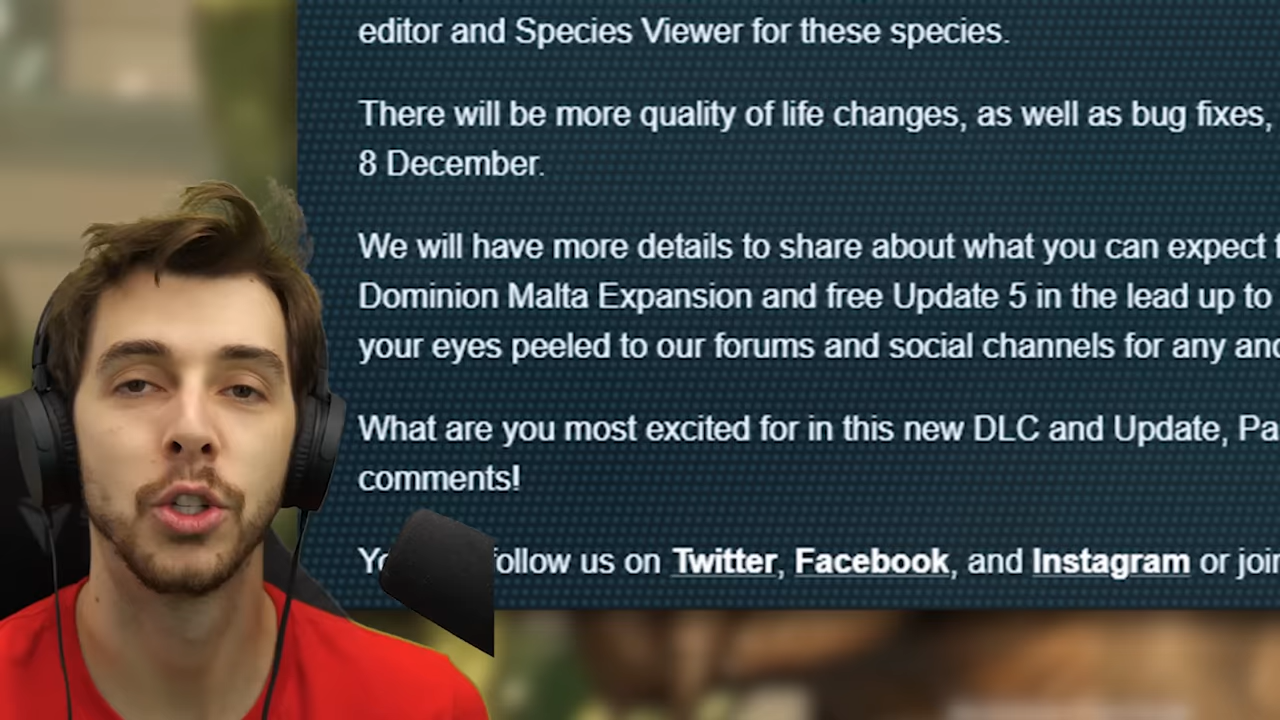 editor and Species Viewer for these species.
There will be more quality of life changes, as well as bug fixes,
8 December.
We will have more details to share about what you can expect
Dominion Malta Expansion and free Update 5 in the lead up to
your eyes peeled to our forums and social channels for any
What are you most excited for in this new DLC and Update,
comments!
follow us on Twitter, Facebook, and Instagram or